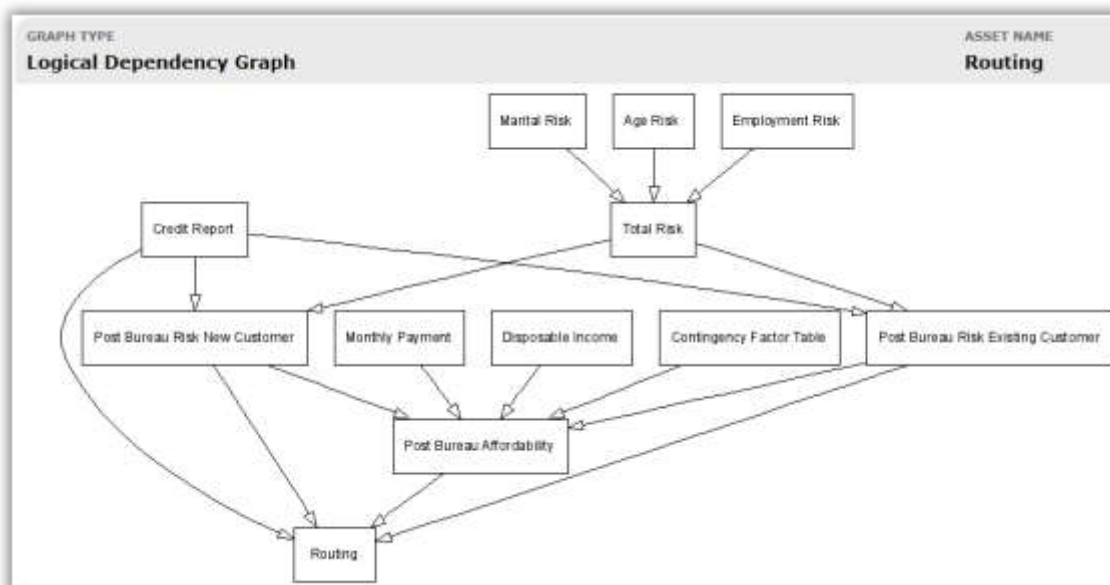 GRAPH TYPE
ASSET NAME
Logical Dependency Graph
Routing
Marital Risk
Age Risk
Employment Risk
Credit Report
Total Risk
Post Bureau Risk New Customer
Monthly Payment
Disposable Income
Contingency Factor Table
Post Bureau Risk Existing Customer
Post Bureau Affordability
Routing